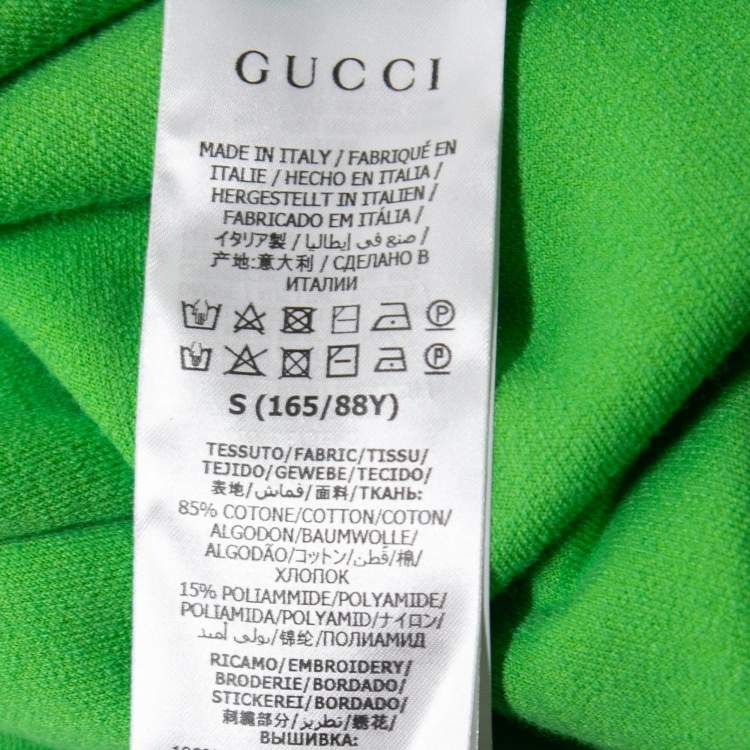 GUCCI
MADE IN ITALY / FABRIQUÉ EN
ITALIE / HECHO EN ITALIA /
HERGESTELLT IN ITALIEN /
FABRICADO EM ITÁLIA /
イタリア製 / صنع في إيطاليا /
产地:意大利 / СДЕЛАНО В
ИТАЛИИ
S (165/88Y)
TESSUTO/FABRIC/TISSU/
TEJIDO/GEWEBE/TECIDO/
表地/قماش/面料/ТКАНЬ:
85% COTONE/COTTON/COTON/
ALGODON/BAUMWOLLE/
ALGODÃO/コットン/قطن/棉/
ХЛОПОК
15% POLIAMMIDE/POLYAMIDE/
POLIAMIDA/POLYAMID/ナイロン/
بولي أميد/锦纶/ПОЛИАМИД
RICAMO/EMBROIDERY/
BRODERIE/BORDADO/
STICKEREI/BORDADO/
刺繍部分/تطريز/绣花/
ВЫШИВКА: